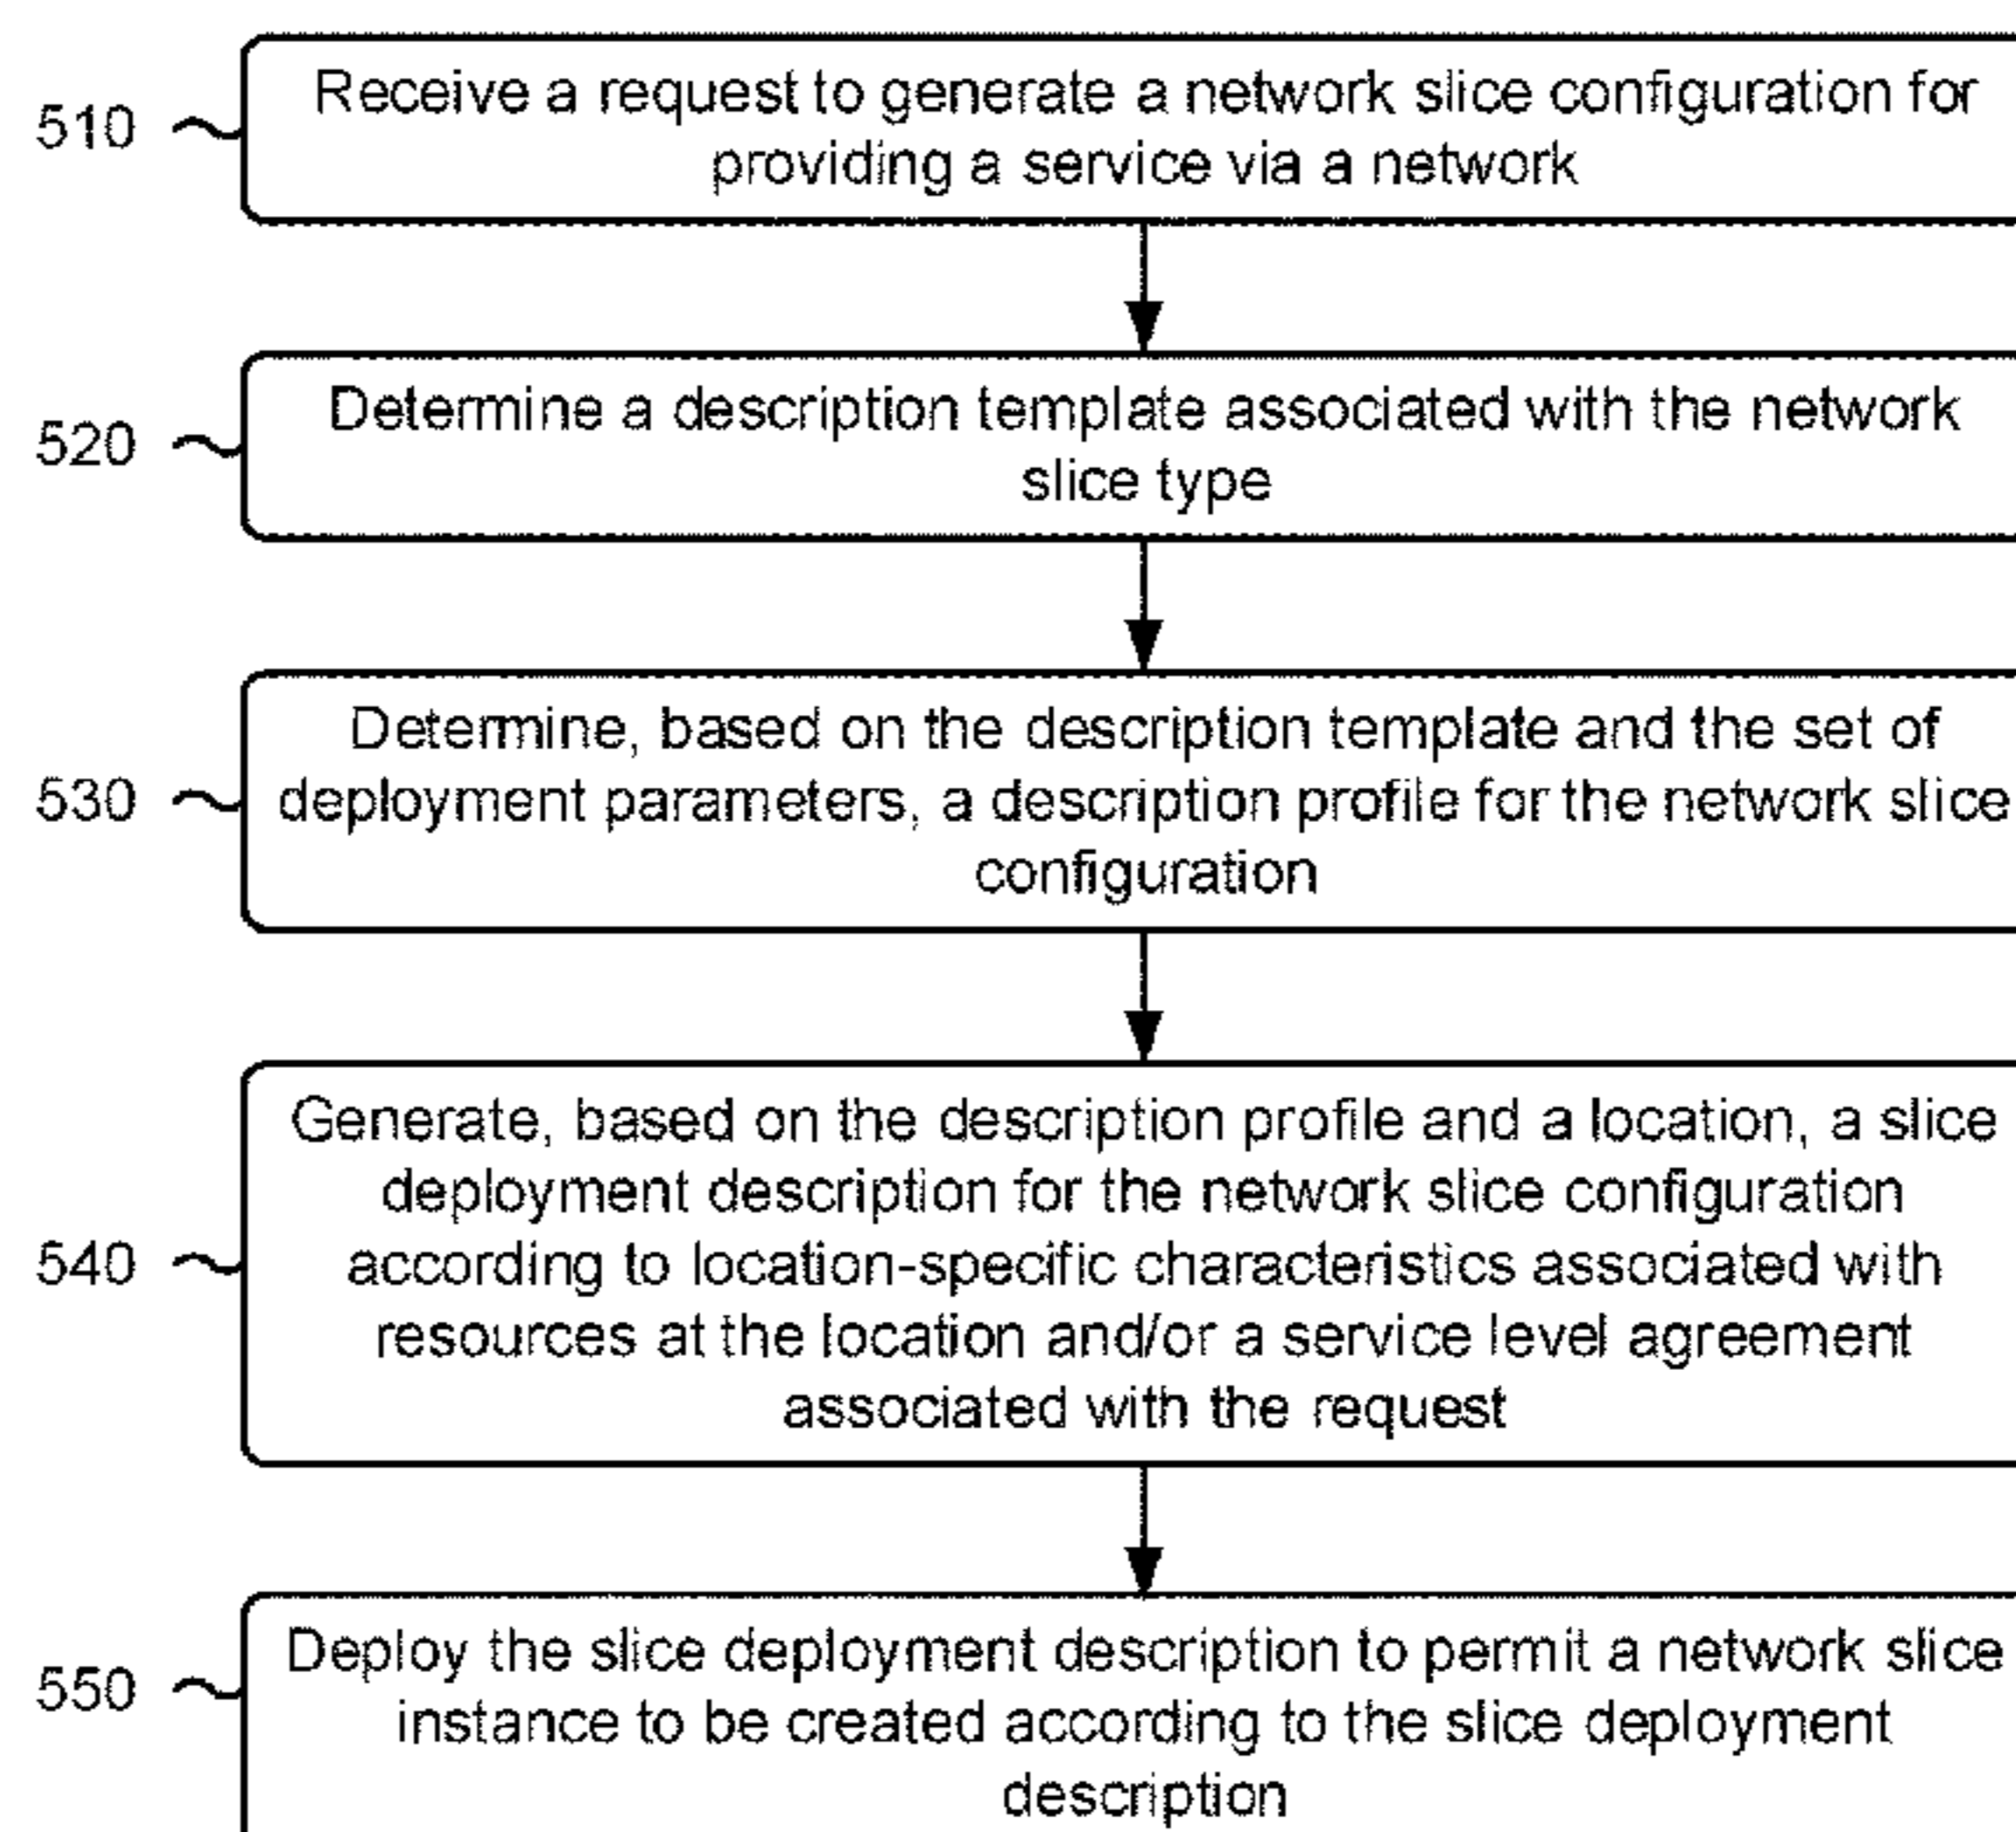 510
Receive a request to generate a network slice configuration for
providing a service via a network
520
Determine a description template associated with the network
slice type
530
Determine, based on the description template and the set of
deployment parameters, a description profile for the network slice
configuration
540
Generate, based on the description profile and a location, a slice
deployment description for the network slice configuration
according to location-specific characteristics associated with
resources at the location and/or a service level agreement
associated with the request
550
Deploy the slice deployment description to permit a network slice
instance to be created according to the slice deployment
description